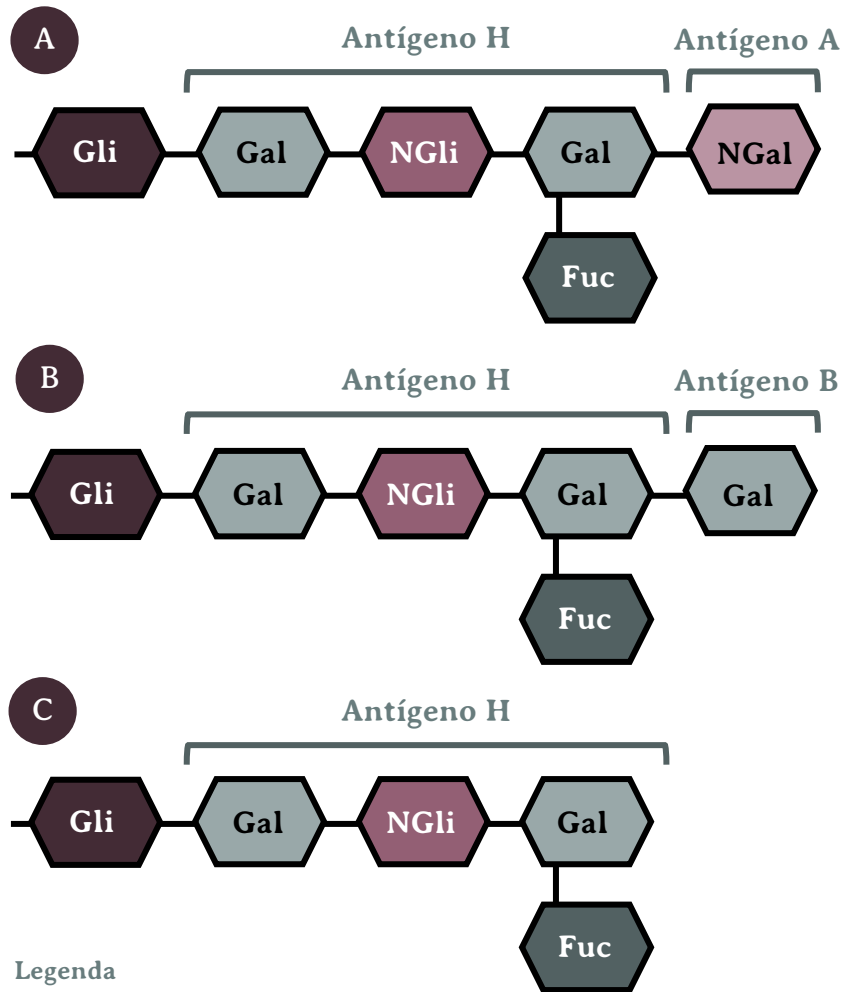 A
Antígeno H
Antígeno A
Gli
Gal
NGli
Gal
NGal
Fuc
B
Antígeno H
Antígeno B
Gli
Gal
NGli
Gal
Gal
Fuc
C
Antígeno H
Gli
Gal
NGli
Gal
Fuc
Legenda